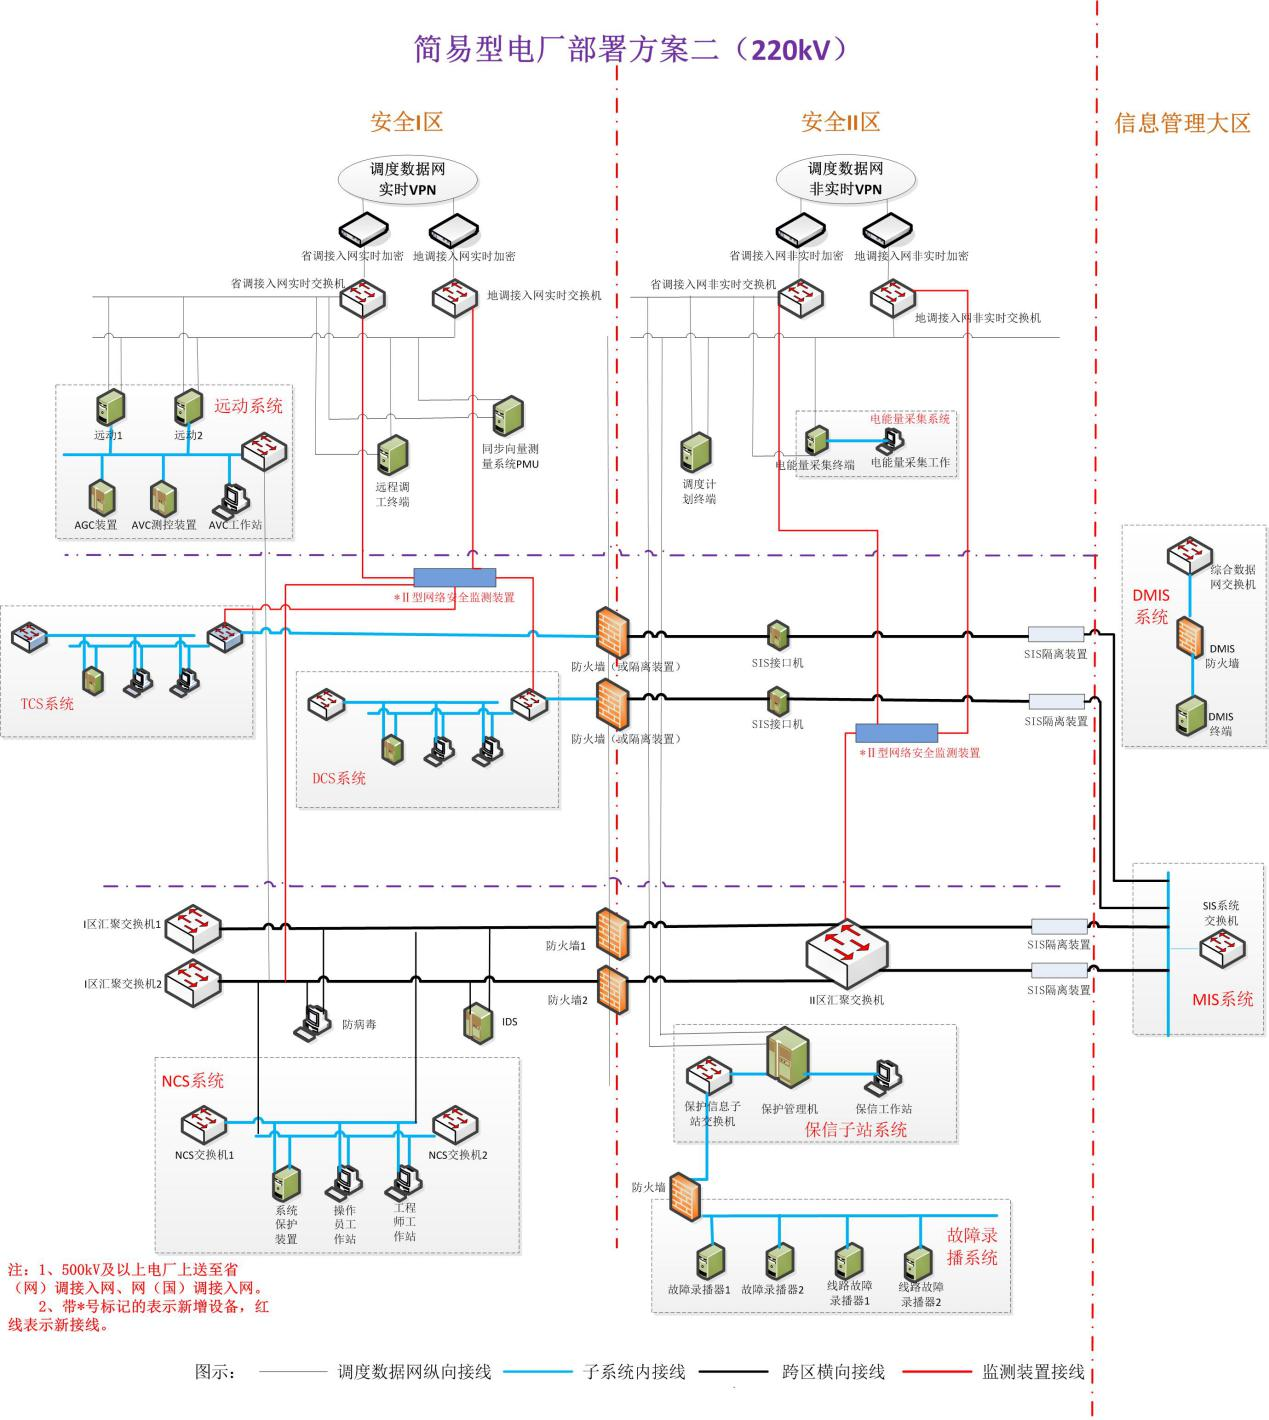 简易型电厂部署方案二（220kV）
安全I区
安全II区
信息管理大区
调度数据网
实时VPN
调度数据网
非实时VPN
省调接入网实时加密
地调接入网实时加密
省调接入网非实时加密
地调接入网非实时加密
省调接入网实时交换机
地调接入网实时交换机
省调接入网非实时交换机
地调接入网非实时交换机
远动系统
远动1
远动2
AGC装置
AVC测控装置
AVC工作站
远程调
工终端
同步向量测
量系统PMU
调度计
划终端
电能量采集系统
电能量采集终端
电能量采集工作
*Ⅱ型网络安全监测装置
TCS系统
防火墙（或隔离装置）
SIS接口机
SIS隔离装置
DCS系统
防火墙（或隔离装置）
SIS接口机
SIS隔离装置
*Ⅱ型网络安全监测装置
DMIS
系统
综合数据
网交换机
DMIS
防火墙
DMIS
终端
I区汇聚交换机1
I区汇聚交换机2
防火墙1
防火墙2
II区汇聚交换机
SIS隔离装置
SIS隔离装置
SIS系统
交换机
MIS系统
防病毒
IDS
NCS系统
NCS交换机1
NCS交换机2
系统
保护
装置
操作
员工
作站
工程
师工
作站
保护信息子
站交换机
保护管理机
保信工作站
保信子站系统
防火墙
故障录
播系统
故障录播器1
故障录播器2
线路故障
录播器1
线路故障
录播器2
注：1、500kV及以上电厂上送至省
（网）调接入网、网（国）调接入网。
2、带*号标记的表示新增设备，红
线表示新接线。
图示：
调度数据网纵向接线
子系统内接线
跨区横向接线
监测装置接线